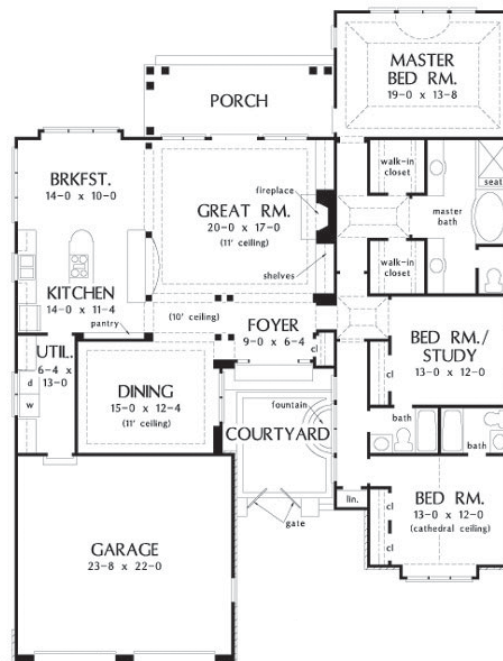 MASTER
BED RM.
19-0 x 13-8
PORCH
walk-in
closet
seat
BRKFST.
14-0 x 10-0
fireplace
GREAT RM.
20-0 x 17-0
(11' ceiling)
master
bath
shelves
walk-in
closet
KITCHEN
14-0 x 11-4
pantry
(10' ceiling)
FOYER
9-0 x 6-4
cl
BED RM./
STUDY
13-0 x 12-0
cl
UTIL.
6-4 x
13-0
d
w
DINING
15-0 x 12-4
(11' ceiling)
fountain
COURTYARD
bath
bath
lin.
cl
BED RM.
13-0 x 12-0
(cathedral ceiling)
cl
gate
GARAGE
23-8 x 22-0